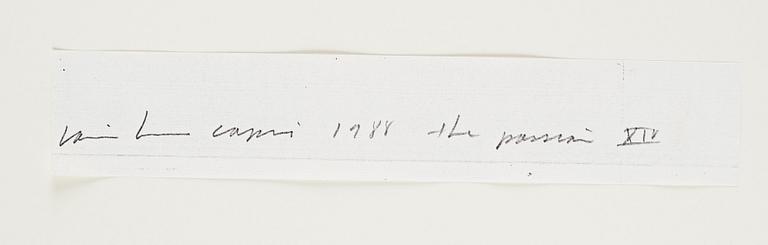 capri 1988 the passion XIV